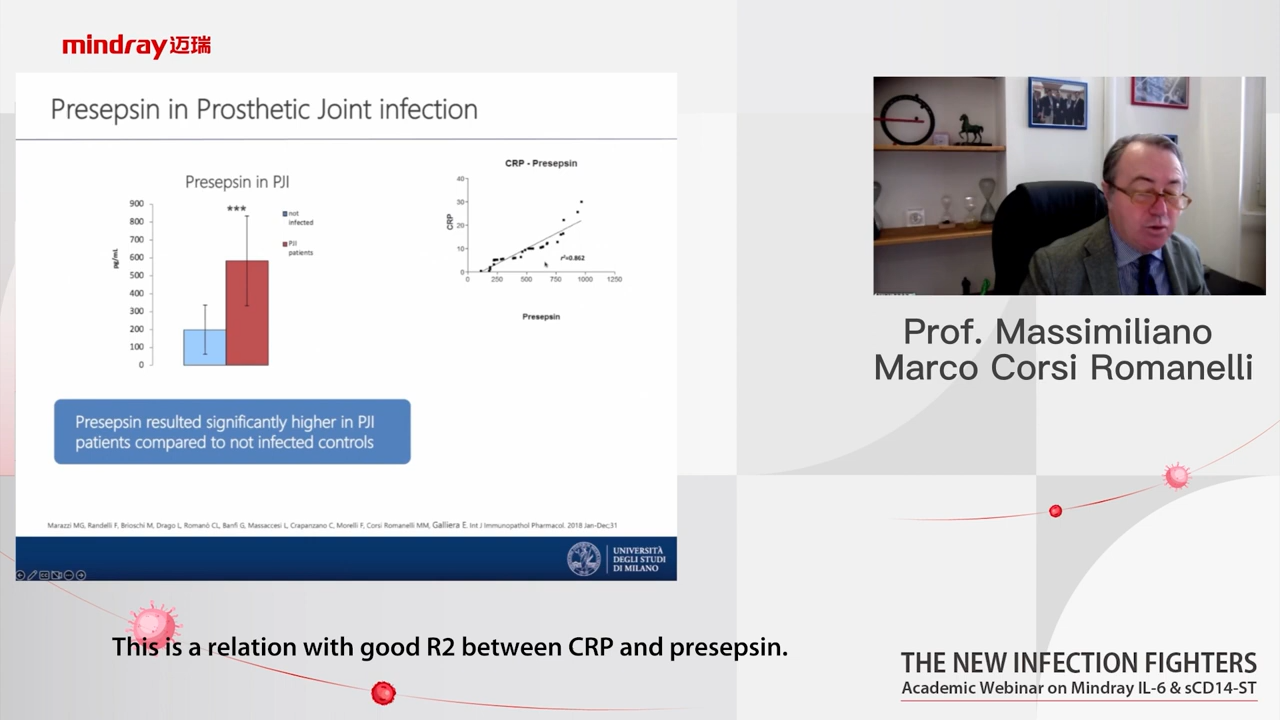 mindray迈瑞
Presepsin in Prosthetic Joint infection
Presepsin in PJI
900
800
700
600
500
400
300
200
100
0
pg/mL
***
not
infected
PJI
patients
CRP - Presepsin
40
30
20
10
0
CRP
r²=0.862
0 250 500 750 1000 1250
Presepsin
Presepsin resulted significantly higher in PJI
patients compared to not infected controls
Marazzi MG, Randelli F, Brioschi M, Drago L, Romanò CL, Banfi G, Massaccesi L, Crapanzano C, Morelli F, Corsi Romanelli MM, Galliera E. Int J Immunopathol Pharmacol. 2018 Jan-Dec;31
UNIVERSITÀ
DEGLI STUDI
DI MILANO
Prof. Massimiliano
Marco Corsi Romanelli
This is a relation with good R2 between CRP and presepsin.
THE NEW INFECTION FIGHTERS
Academic Webinar on Mindray IL-6 & sCD14-ST